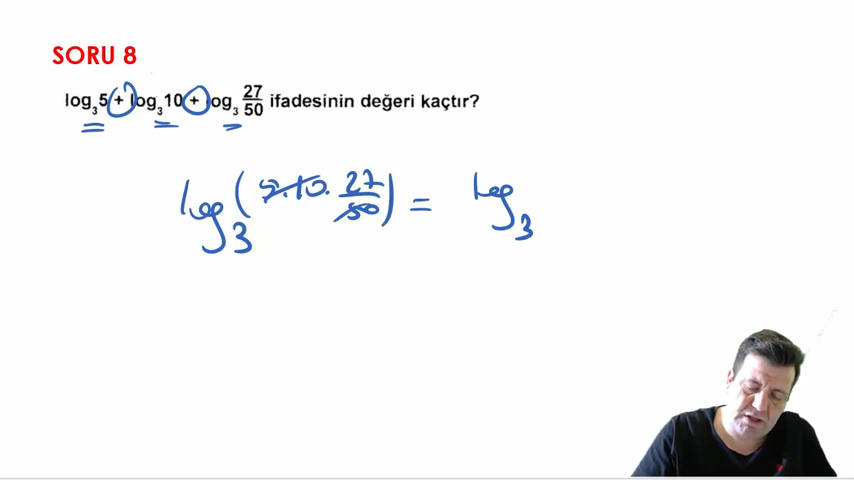 SORU 8
log₃5 + log₃10 + log₃ 27/50 ifadesinin değeri kaçtır?
log₃(5.10. 27/50) = log₃